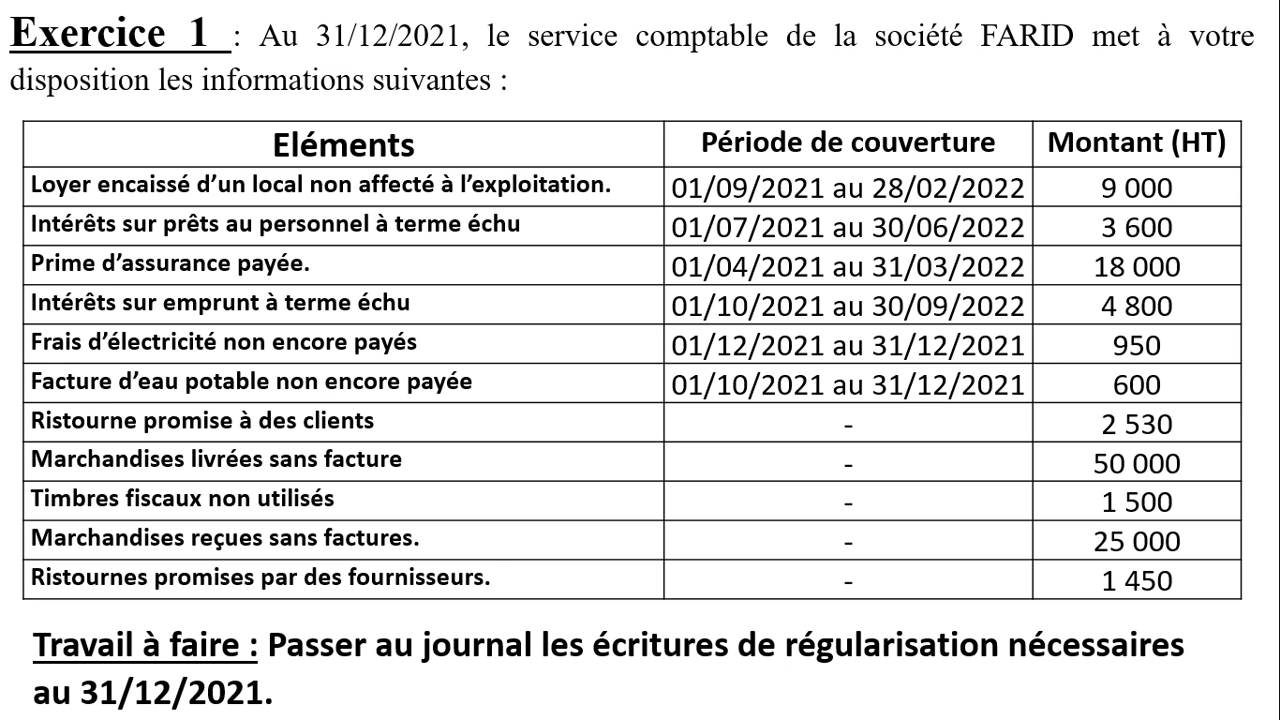 Exercice 1 : Au 31/12/2021, le service comptable de la société FARID met à votre
disposition les informations suivantes :
Eléments Période de couverture Montant (HT)
Loyer encaissé d’un local non affecté à l’exploitation. 01/09/2021 au 28/02/2022 9 000
Intérêts sur prêts au personnel à terme échu 01/07/2021 au 30/06/2022 3 600
Prime d’assurance payée. 01/04/2021 au 31/03/2022 18 000
Intérêts sur emprunt à terme échu 01/10/2021 au 30/09/2022 4 800
Frais d’électricité non encore payés 01/12/2021 au 31/12/2021 950
Facture d’eau potable non encore payée 01/10/2021 au 31/12/2021 600
Ristourne promise à des clients - 2 530
Marchandises livrées sans facture - 50 000
Timbres fiscaux non utilisés - 1 500
Marchandises reçues sans factures. - 25 000
Ristournes promises par des fournisseurs. - 1 450
Travail à faire : Passer au journal les écritures de régularisation nécessaires
au 31/12/2021.